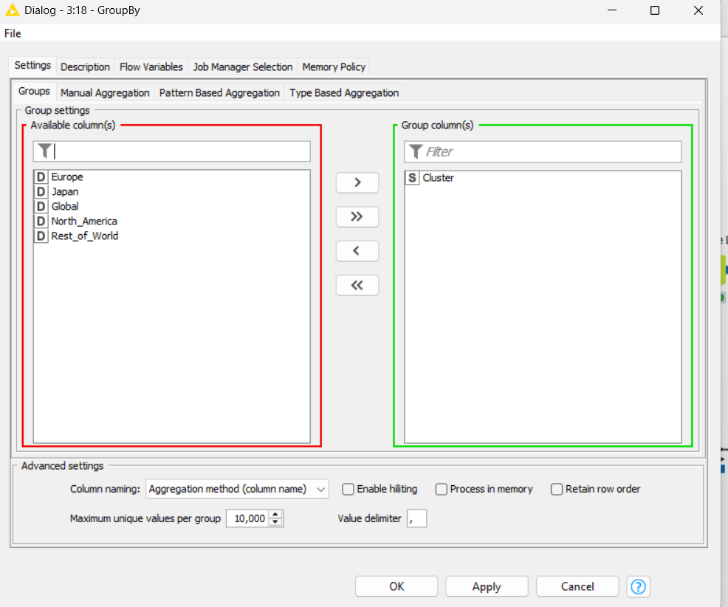 Dialog - 3:18 - GroupBy
File
Settings Description Flow Variables Job Manager Selection Memory Policy
Groups Manual Aggregation Pattern Based Aggregation Type Based Aggregation
Group settings
Available column(s) Group column(s)
Filter
D Europe
S Cluster
D Japan
D Global
D North_America
D Rest_of_World
>
>>
<
<<
Advanced settings
Column naming: Aggregation method (column name) Enable hiliting Process in memory Retain row order
Maximum unique values per group 10,000 Value delimiter ,
OK Apply Cancel ?